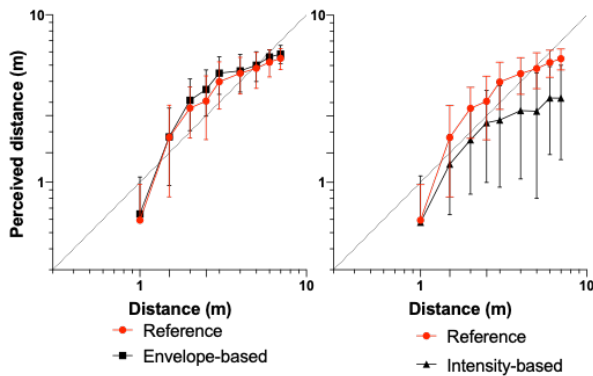 10
10
Perceived distance (m)
1
1
1
10
1
10
Distance (m)
Distance (m)
Reference
Envelope-based
Reference
Intensity-based